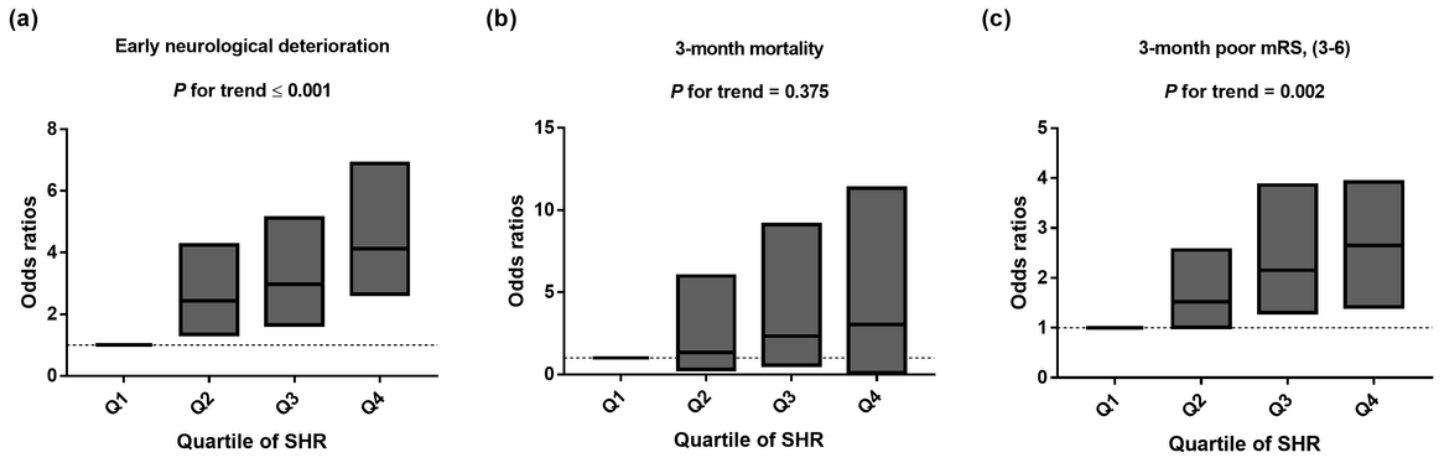 (a)
Early neurological deterioration
P for trend ≤ 0.001
8
6
4
2
0
Odds ratios
Q1
Q2
Q3
Q4
Quartile of SHR
(b)
3-month mortality
P for trend = 0.375
15
10
5
0
Odds ratios
Q1
Q2
Q3
Q4
Quartile of SHR
(c)
3-month poor mRS, (3-6)
P for trend = 0.002
5
4
3
2
1
0
Odds ratios
Q1
Q2
Q3
Q4
Quartile of SHR